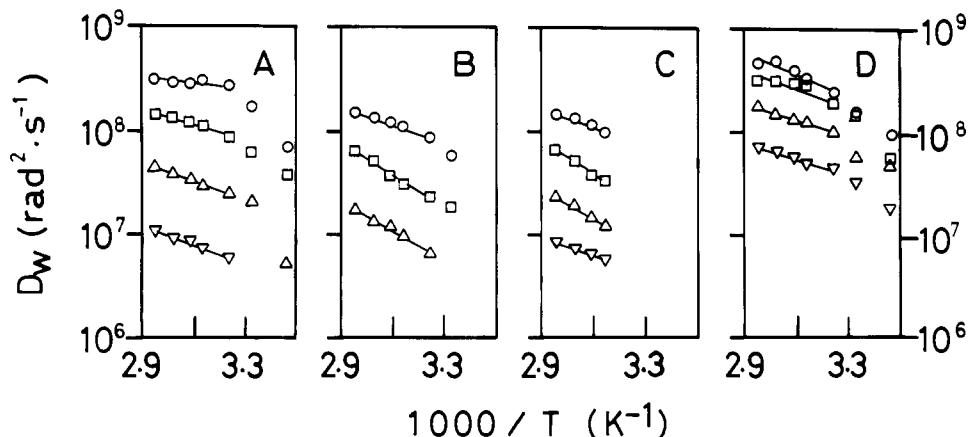 10⁹ A B C D 10⁹
10⁸ 10⁸
10⁷ 10⁷
10⁶ 10⁶
D_W (rad²·s⁻¹)
2·9 3·3 2·9 3·3 2·9 3·3 2·9 3·3
1000 / T (K⁻¹)